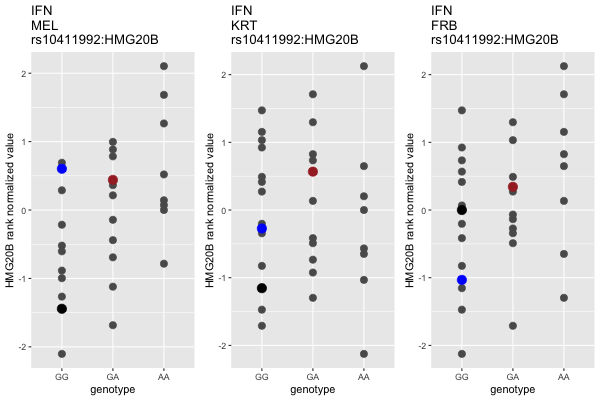 IFN
MEL
rs10411992:HMG20B
HMG20B rank normalized value
2
1
0
-1
-2
GG GA AA
genotype
IFN
KRT
rs10411992:HMG20B
HMG20B rank normalized value
2
1
0
-1
-2
GG GA AA
genotype
IFN
FRB
rs10411992:HMG20B
HMG20B rank normalized value
2
1
0
-1
-2
GG GA AA
genotype